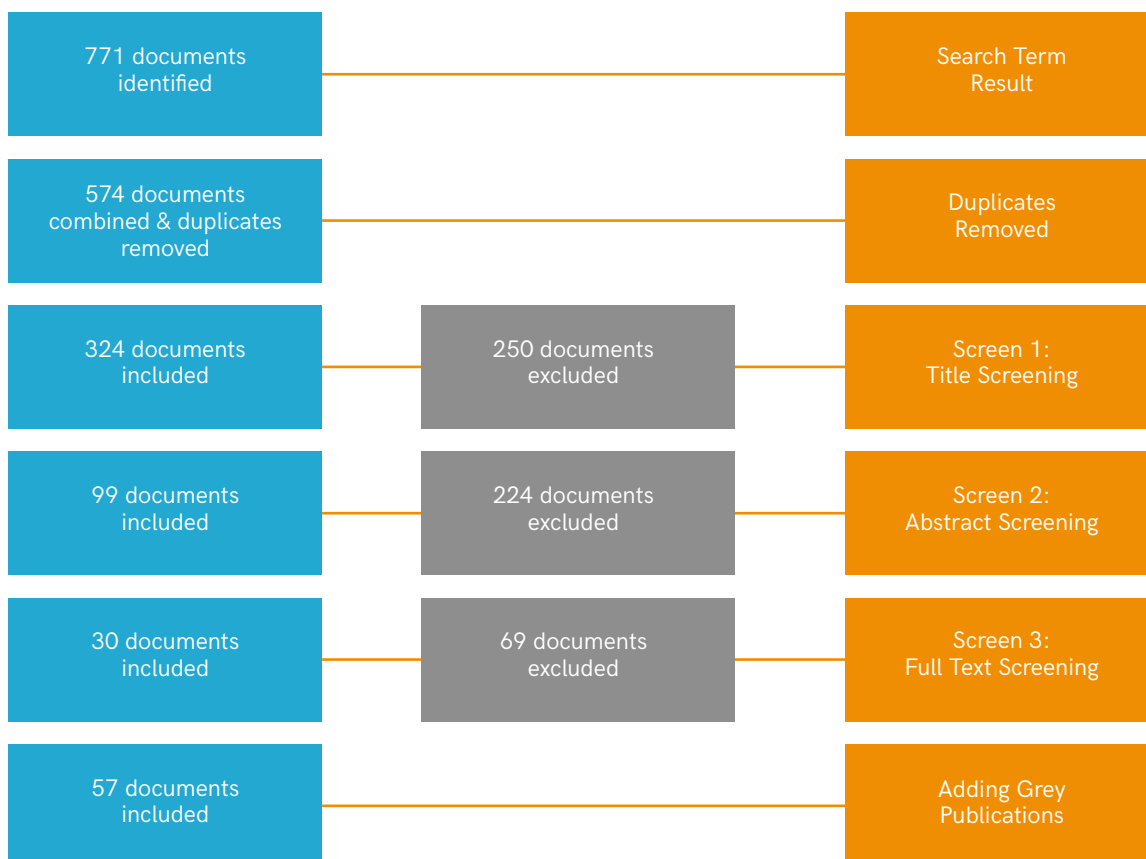 771 documents
identified
Search Term
Result
574 documents
combined & duplicates
removed
Duplicates
Removed
324 documents
included
250 documents
excluded
Screen 1:
Title Screening
99 documents
included
224 documents
excluded
Screen 2:
Abstract Screening
30 documents
included
69 documents
excluded
Screen 3:
Full Text Screening
57 documents
included
Adding Grey
Publications